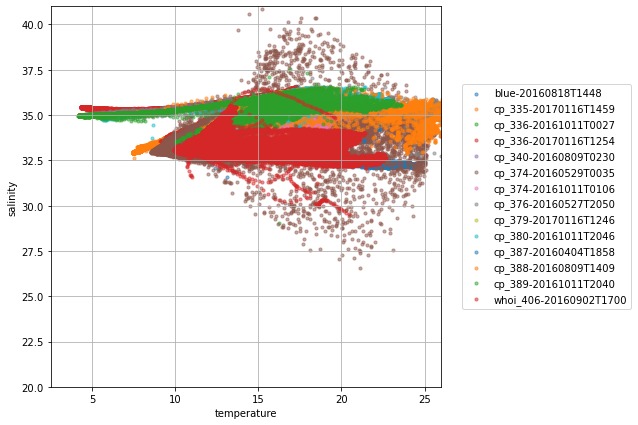 40.0
37.5
35.0
32.5
30.0
27.5
25.0
22.5
20.0
salinity
5
10
15
20
25
temperature
blue-20160818T1448
cp_335-20170116T1459
cp_336-20161011T0027
cp_336-20170116T1254
cp_340-20160809T0230
cp_374-20160529T0035
cp_374-20161011T0106
cp_376-20160527T2050
cp_379-20170116T1246
cp_380-20161011T2046
cp_387-20160404T1858
cp_388-20160809T1409
cp_389-20161011T2040
whoi_406-20160902T1700